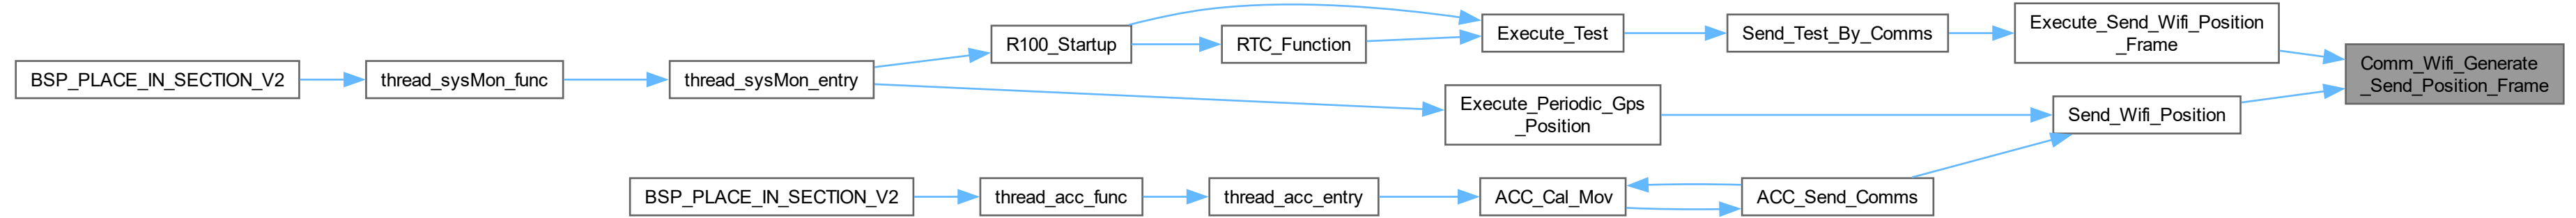 BSP_PLACE_IN_SECTION_V2
thread_sysMon_func
thread_sysMon_entry
R100_Startup
RTC_Function
Execute_Test
Send_Test_By_Comms
Execute_Send_Wifi_Position
_Frame
Comm_Wifi_Generate
_Send_Position_Frame
Execute_Periodic_Gps
_Position
Send_Wifi_Position
BSP_PLACE_IN_SECTION_V2
thread_acc_func
thread_acc_entry
ACC_Cal_Mov
ACC_Send_Comms